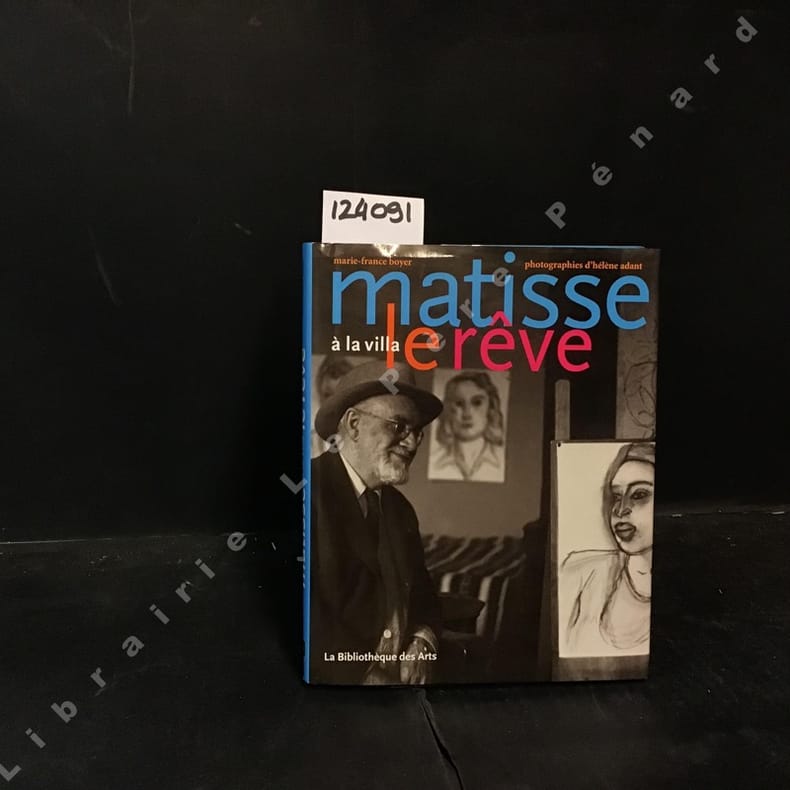 124091
marie-france boyer
photographies d'hélène adant
matisse
à la villa le rêve
La Bibliothèque des Arts
Librairie Le Père Pénard